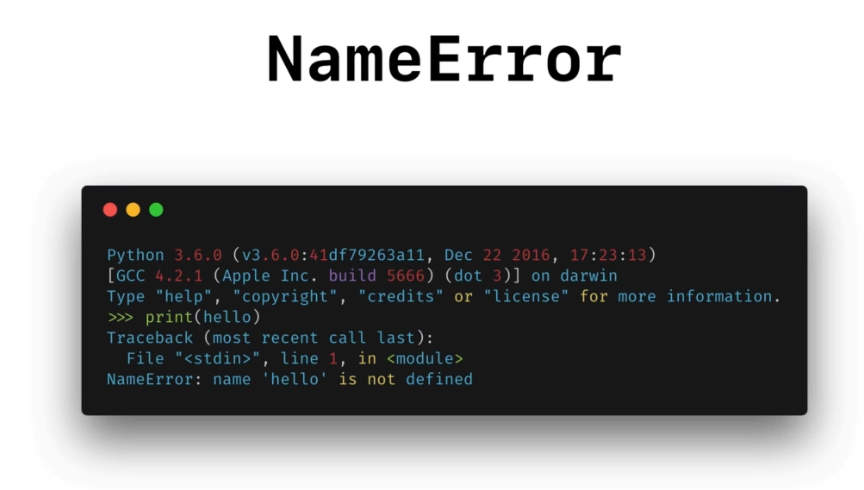 NameError
Python 3.6.0 (v3.6.0:41df79263a11, Dec 22 2016, 17:23:13)
[GCC 4.2.1 (Apple Inc. build 5666) (dot 3)] on darwin
Type "help", "copyright", "credits" or "license" for more information.
>>> print(hello)
Traceback (most recent call last):
  File "<stdin>", line 1, in <module>
NameError: name 'hello' is not defined